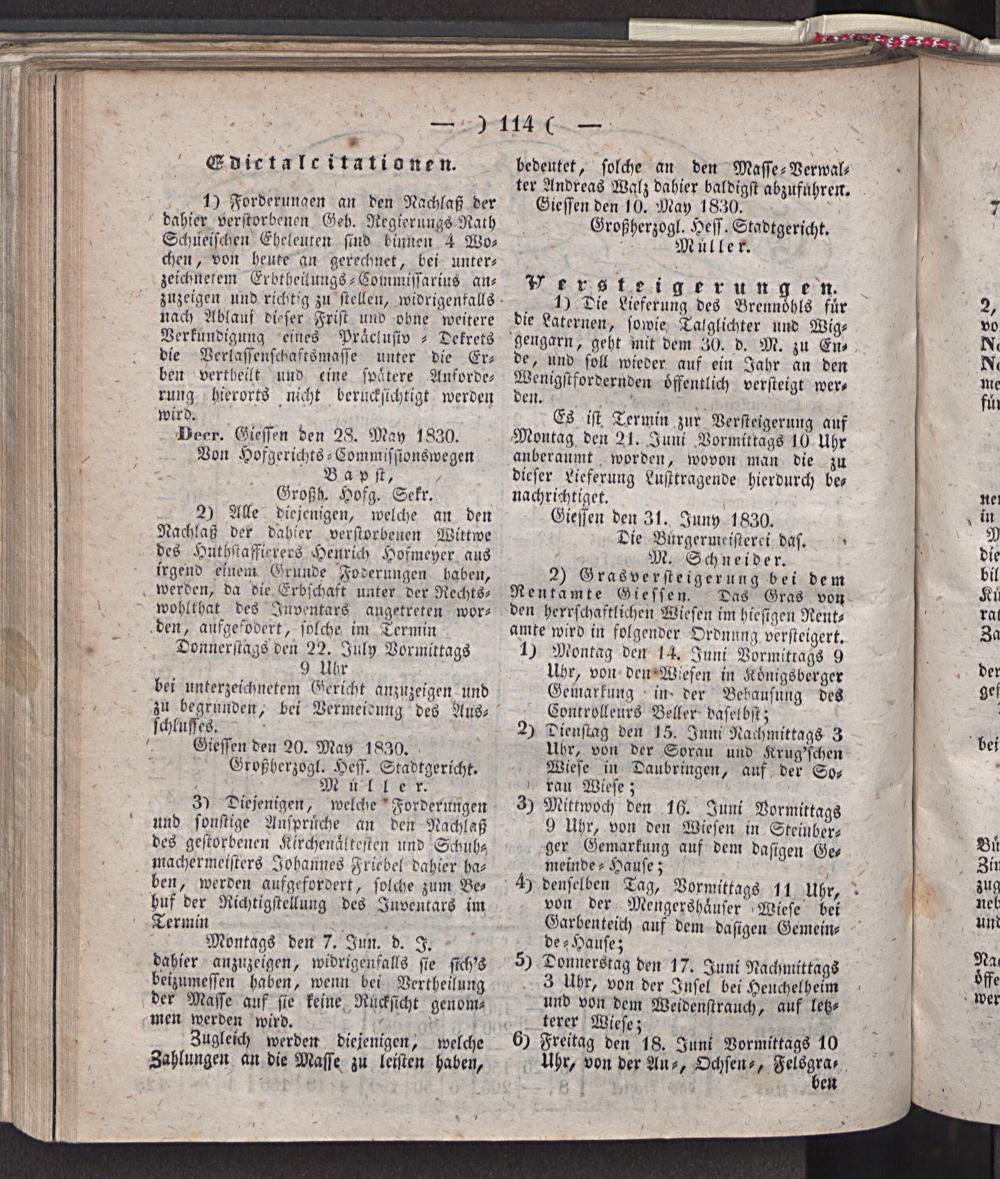 — ) 114 ( —
Edictalcitationen.
1) Forderungen an den Nachlaß der
dahier verstorbenen Geh. Regierungs-Rath
Schueischen Eheleuten sind binnen 4 Wo-
chen, von heute an gerechnet, bei unter-
zeichnetem Erbtheilungs-Commissarius an-
zuzeigen und richtig zu stellen, widrigenfalls
nach Ablauf dieser Frist und ohne weitere
Verkündigung eines Präclusiv-Dekrets
die Verlassenschaftsmasse unter die Er-
ben vertheilt und eine spätere Anforde-
rung hierorts nicht berücksichtigt werden
wird.
Decr. Giessen den 28. May 1830.
Von Hofgerichts-Commissionswegen
Bapst,
Großh. Hofg. Sekr.
2) Alle diejenigen, welche an den
Nachlaß der dahier verstorbenen Wittwe
des Huthstaffierers Henrich Hofmeyer aus
irgend einem Grunde Foderungen haben,
werden, da die Erbschaft unter der Rechts-
wohlthat des Inventars angetreten wor-
den, aufgefodert, solche im Termin
Donnerstags den 22. July Vormittags
9 Uhr
bei unterzeichnetem Gericht anzuzeigen und
zu begründen, bei Vermeidung des Aus-
schlusses.
Giessen den 20. May 1830.
Großherzogl. Hess. Stadtgericht.
Müller.
3) Diejenigen, welche Forderungen
und sonstige Ansprüche an den Nachlaß
des gestorbenen Kirchenältesten und Schuh-
machermeisters Johannes Friebel dahier ha-
ben, werden aufgefordert, solche zum Be-
huf der Richtigstellung des Inventars im
Termin
Montags den 7. Jun. d. J.
dahier anzuzeigen, widrigenfalls sie sich's
beizumessen haben, wenn bei Vertheilung
der Masse auf sie keine Rücksicht genom-
men werden wird.
Zugleich werden diejenigen, welche
Zahlungen an die Masse zu leisten haben,
bedeutet, solche an den Masse-Verwal-
ter Andreas Walz dahier baldigst abzuführen.
Giessen den 10. May 1830.
Großherzogl. Hess. Stadtgericht.
Müller.
Versteigerungen.
1) Die Lieferung des Brennöhls für
die Laternen, sowie Talglichter und Wig-
gengarn, geht mit dem 30. d. M. zu En-
de, und soll wieder auf ein Jahr an den
Wenigstfordernden öffentlich versteigt wer-
den.
Es ist Termin zur Versteigerung auf
Montag den 21. Juni Vormittags 10 Uhr
anberaumt worden, wovon man die zu
dieser Lieferung Lusttragende hierdurch be-
nachrichtiget.
Giessen den 31. Juny 1830.
Die Bürgermeisterei das.
M. Schneider.
2) Grasversteigerung bei dem
Rentamte Giessen. Das Gras von
den herrschaftlichen Wiesen im hiesigen Rent-
amte wird in folgender Ordnung versteigert.
1) Montag den 14. Juni Vormittags 9
Uhr, von den Wiesen in Königsberger
Gemarkung in der Behausung des
Controlleurs Beller daselbst;
2) Dienstag den 15. Juni Nachmittags 3
Uhr, von der Sorau und Krug'schen
Wiese in Daubringen, auf der So-
rau Wiese;
3) Mittwoch den 16. Juni Vormittags
9 Uhr, von den Wiesen in Steinber-
ger Gemarkung auf dem dasigen Ge-
meinde-Hause;
4) denselben Tag, Vormittags 11 Uhr,
von der Mengershäuser Wiese bei
Garbenteich auf dem dasigen Gemein-
de-Hause;
5) Donnerstag den 17. Juni Nachmittags
3 Uhr, von der Insel bei Heuchelheim
und von dem Weidenstrauch, auf letz-
terer Wiese;
6) Freitag den 18. Juni Vormittags 10
Uhr, von der Au-, Ochsen-, Felsgra-
ben